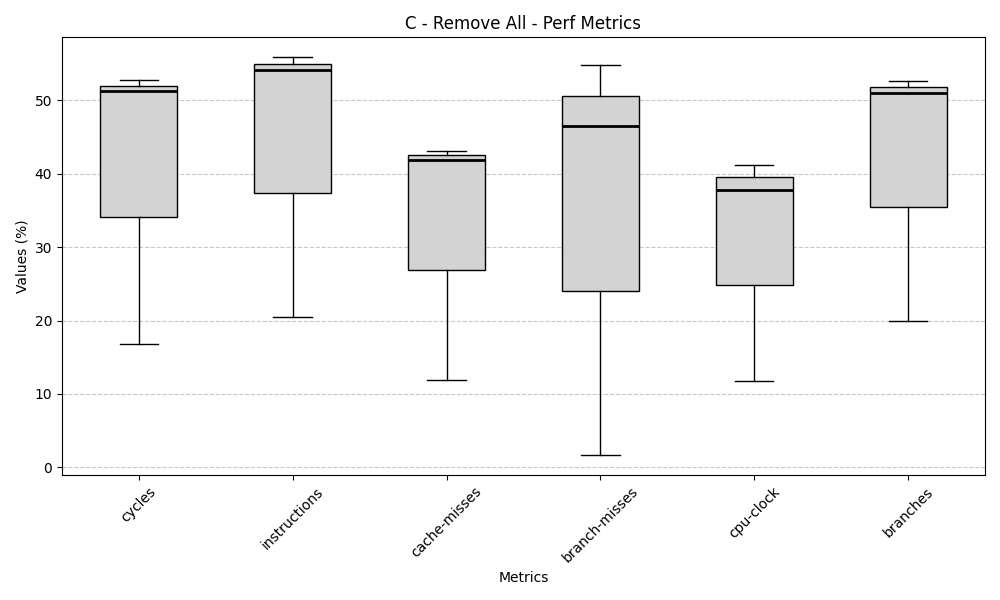 C - Remove All - Perf Metrics
Values (%)
50
40
30
20
10
0
cycles
instructions
cache-misses
branch-misses
cpu-clock
branches
Metrics